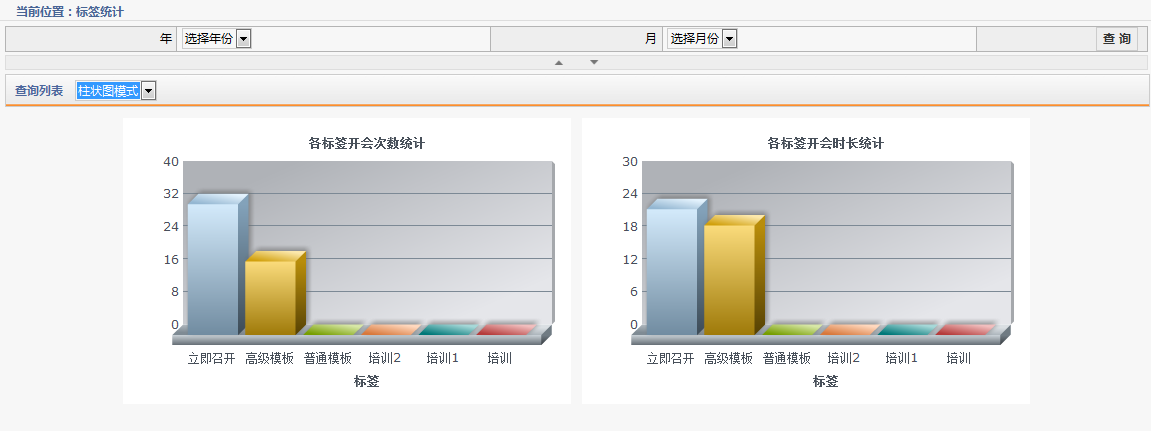 当前位置：标签统计
年 选择年份 月 选择月份 查 询
查询列表 柱状图模式
各标签开会次数统计
40
32
24
16
8
0
立即召开 高级模板 普通模板 培训2 培训1 培训
标签
各标签开会时长统计
30
24
18
12
6
0
立即召开 高级模板 普通模板 培训2 培训1 培训
标签